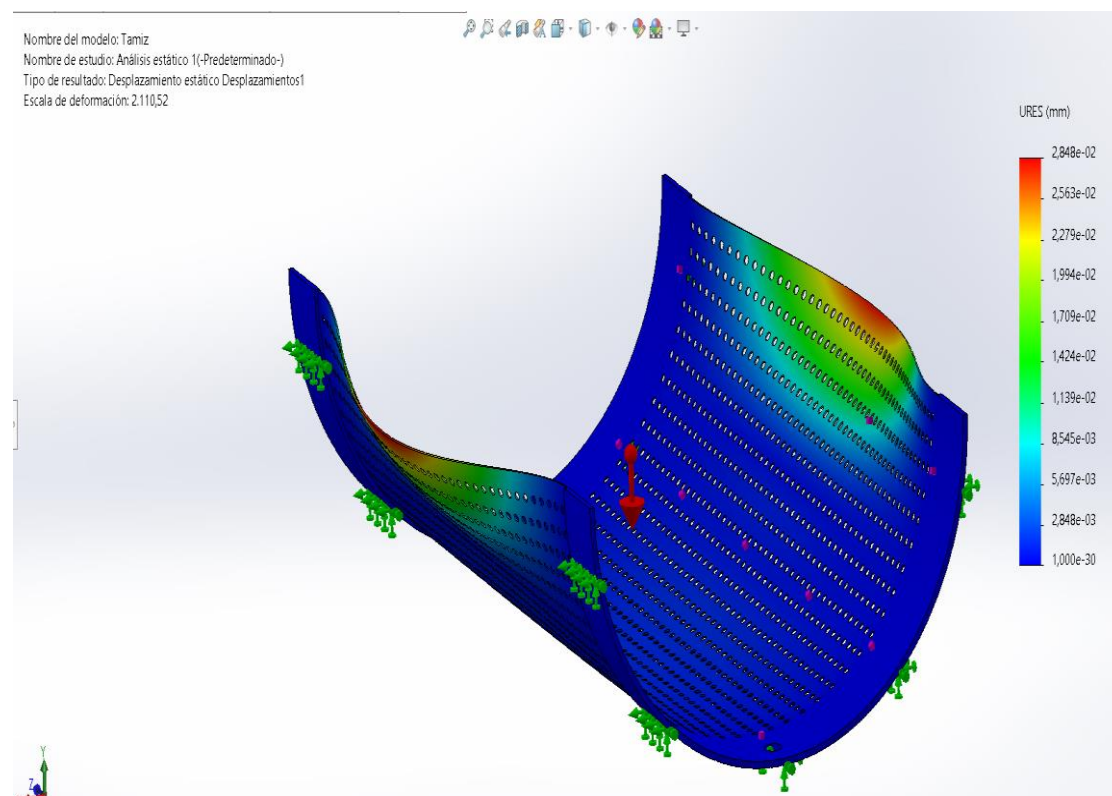 Nombre del modelo: Tamiz
Nombre de estudio: Análisis estático 1(-Predeterminado-)
Tipo de resultado: Desplazamiento estático Desplazamientos1
Escala de deformación: 2.110,52
URES (mm)
2,848e-02
2,563e-02
2,279e-02
1,994e-02
1,709e-02
1,424e-02
1,139e-02
8,545e-03
5,697e-03
2,848e-03
1,000e-30
Y
Z